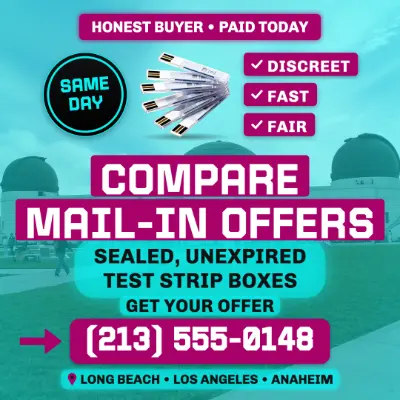 HONEST BUYER • PAID TODAY
SAME
DAY
✓ DISCREET
✓ FAST
✓ FAIR
COMPARE
MAIL-IN OFFERS
SEALED, UNEXPIRED
TEST STRIP BOXES
GET YOUR OFFER
(213) 555-0148
LONG BEACH • LOS ANGELES • ANAHEIM